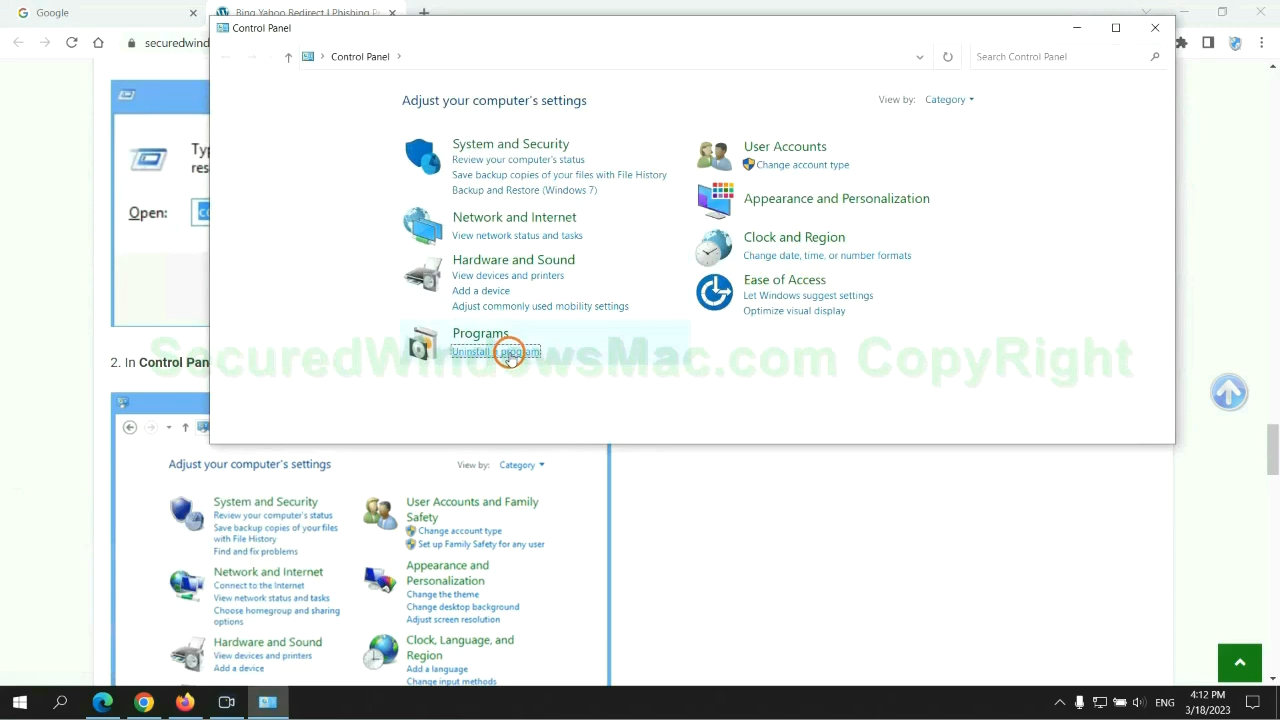 Google
Bing Yahoo Redirect | Phishing
Control Panel
securedwind
Control Panel
Search Control Panel
Adjust your computer's settings
View by: Category
System and Security
Review your computer's status
Save backup copies of your files with File History
Backup and Restore (Windows 7)
Network and Internet
View network status and tasks
Hardware and Sound
View devices and printers
Add a device
Adjust commonly used mobility settings
Programs
Uninstall a program
User Accounts
Change account type
Appearance and Personalization
Clock and Region
Change date, time, or number formats
Ease of Access
Let Windows suggest settings
Optimize visual display
Typ
res
Open:
SecuredWindowsMac.com CopyRight
2. In Control Pan
Adjust your computer's settings
View by: Category
System and Security
Review your computer's status
Save backup copies of your files
with File History
Find and fix problems
Network and Internet
Connect to the Internet
View network status and tasks
Choose homegroup and sharing
options
Hardware and Sound
View devices and printers
Add a device
User Accounts and Family
Safety
Change account type
Set up Family Safety for any user
Appearance and
Personalization
Change the theme
Change desktop background
Adjust screen resolution
Clock, Language, and
Region
Add a language
Change input methods
ENG
4:12 PM
3/18/2023